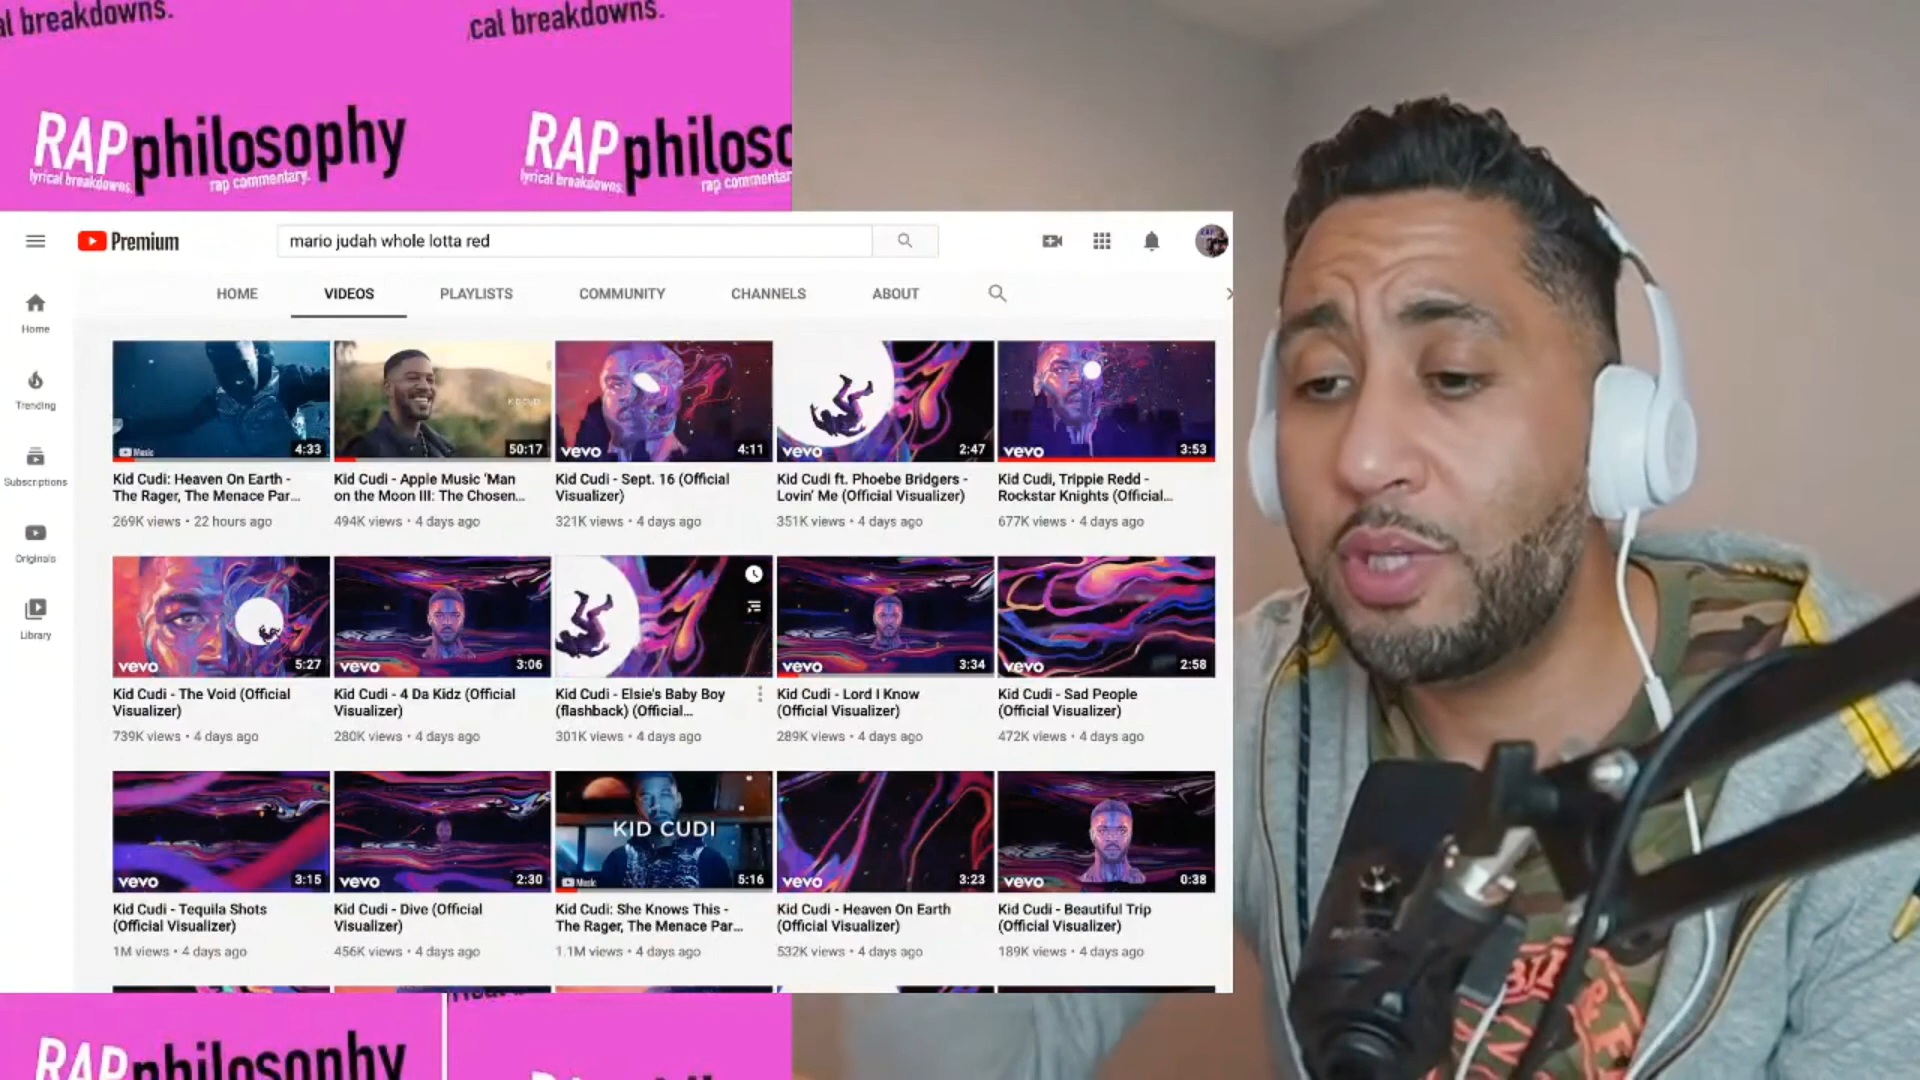 al breakdowns.
cal breakdowns.
RAPphilosophy
lyrical breakdowns.
rap commentary.
RAPphilosc
lyrical breakdowns.
rap commentar
Premium
mario judah whole lotta red
HOME
VIDEOS
PLAYLISTS
COMMUNITY
CHANNELS
ABOUT
Home
Trending
Subscriptions
Originals
Library
Music
4:33
Kid Cudi: Heaven On Earth -
The Rager, The Menace Par...
269K views • 22 hours ago
KID CUDI
50:17
Kid Cudi - Apple Music 'Man
on the Moon III: The Chosen...
494K views • 4 days ago
vevo
4:11
Kid Cudi - Sept. 16 (Official
Visualizer)
321K views • 4 days ago
vevo
2:47
Kid Cudi ft. Phoebe Bridgers -
Lovin' Me (Official Visualizer)
351K views • 4 days ago
vevo
3:53
Kid Cudi, Trippie Redd -
Rockstar Knights (Official...
677K views • 4 days ago
vevo
5:27
Kid Cudi - The Void (Official
Visualizer)
739K views • 4 days ago
vevo
3:06
Kid Cudi - 4 Da Kidz (Official
Visualizer)
280K views • 4 days ago
Kid Cudi - Elsie's Baby Boy
(flashback) (Official...
301K views • 4 days ago
vevo
3:34
Kid Cudi - Lord I Know
(Official Visualizer)
289K views • 4 days ago
vevo
2:58
Kid Cudi - Sad People
(Official Visualizer)
472K views • 4 days ago
vevo
3:15
Kid Cudi - Tequila Shots
(Official Visualizer)
1M views • 4 days ago
vevo
2:30
Kid Cudi - Dive (Official
Visualizer)
456K views • 4 days ago
KID CUDI
Music
5:16
Kid Cudi: She Knows This -
The Rager, The Menace Par...
1.1M views • 4 days ago
vevo
3:23
Kid Cudi - Heaven On Earth
(Official Visualizer)
532K views • 4 days ago
vevo
0:38
Kid Cudi - Beautiful Trip
(Official Visualizer)
189K views • 4 days ago
RAPphilosophy